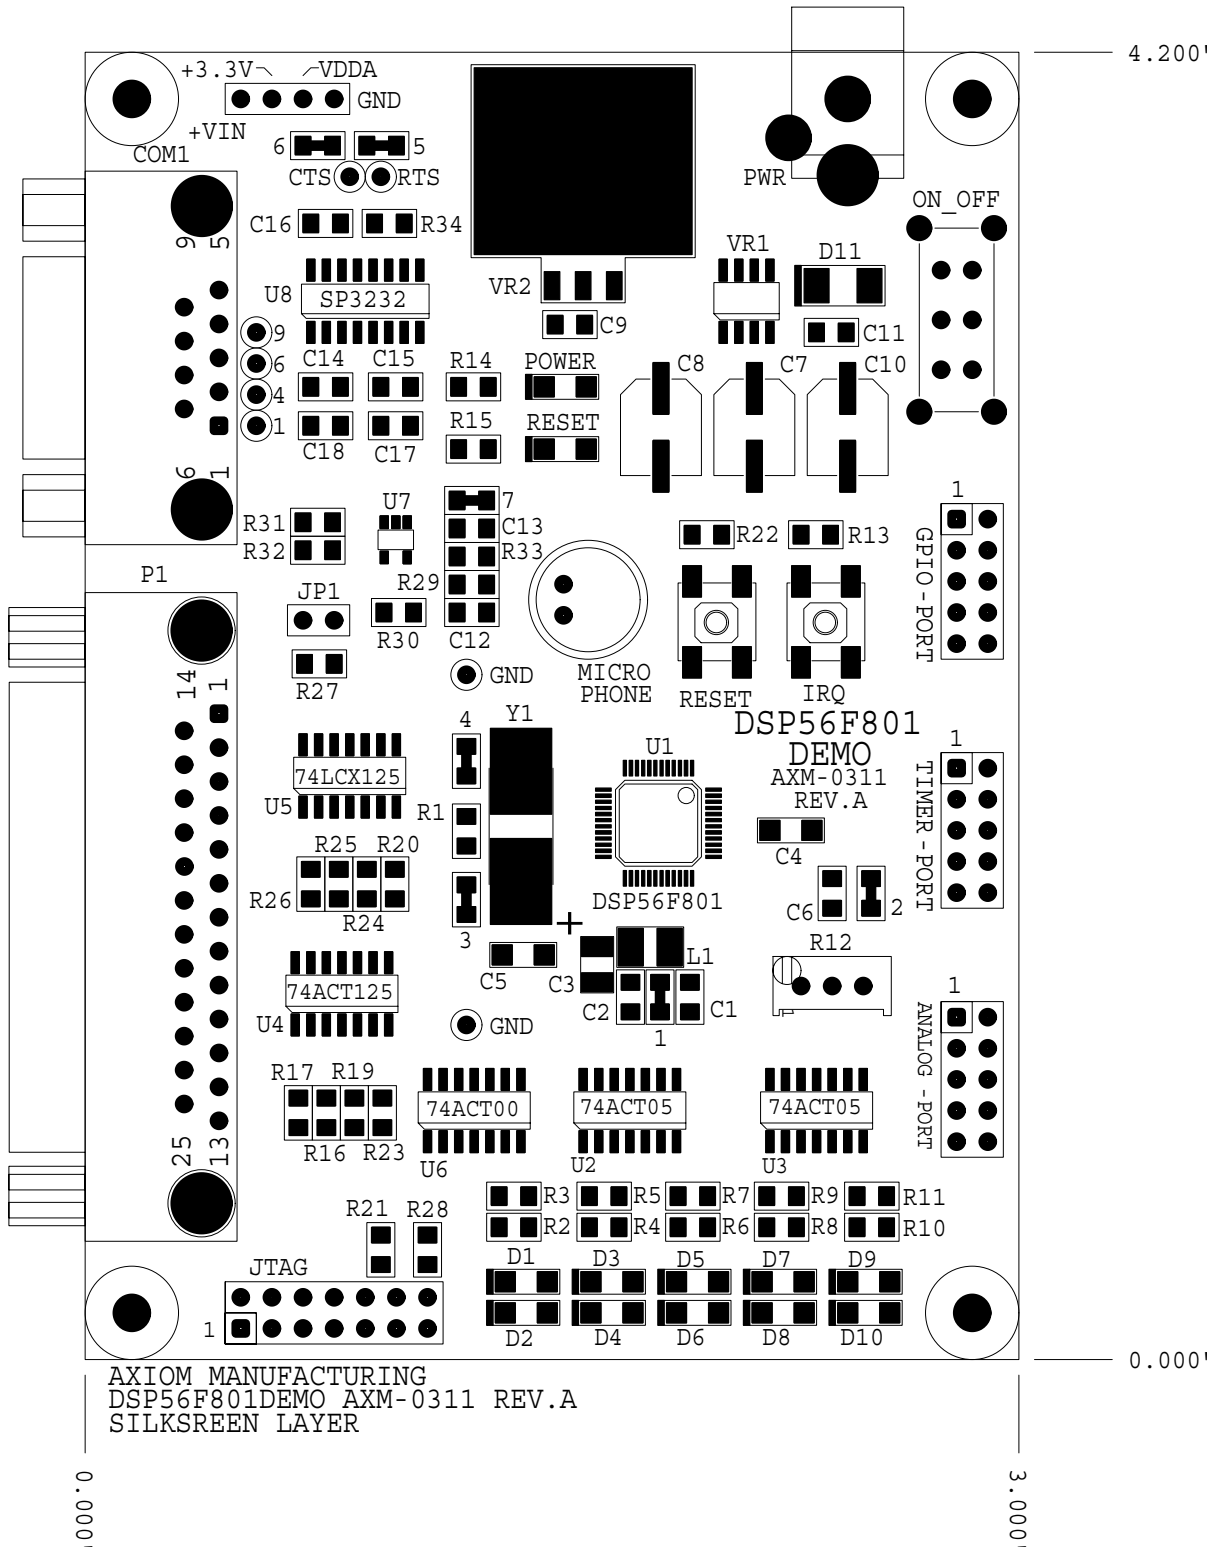 4.200"
+3.3V
VDDA
GND
+VIN
COM1
6
5
CTS
RTS
PWR
ON_OFF
C16
R34
9
5
VR1
D11
U8
SP3232
VR2
C9
C11
9
6
4
1
C14
C15
R14
POWER
C8
C7
C10
R15
RESET
C18
C17
6
1
U7
7
R31
C13
R22
R13
1
R32
R33
GPIO-PORT
P1
R29
JP1
R30
C12
R27
GND
MICRO
PHONE
RESET
IRQ
14
1
4
Y1
DSP56F801
DEMO
AXM-0311
REV.A
U1
1
TIMER-PORT
74LCX125
U5
R1
R25
R20
C4
R26
R24
DSP56F801
C6
2
3
+
R12
C5
C3
L1
74ACT125
C2
C1
1
U4
GND
1
ANALOG -PORT
R17
R19
74ACT00
74ACT05
74ACT05
R16
R23
U6
U2
U3
25
13
R3
R5
R7
R9
R11
R21
R28
R2
R4
R6
R8
R10
JTAG
D1
D3
D5
D7
D9
1
D2
D4
D6
D8
D10
0.000"
AXIOM MANUFACTURING
DSP56F801DEMO AXM-0311 REV.A
SILKSREEN LAYER
0.000"
3.000"